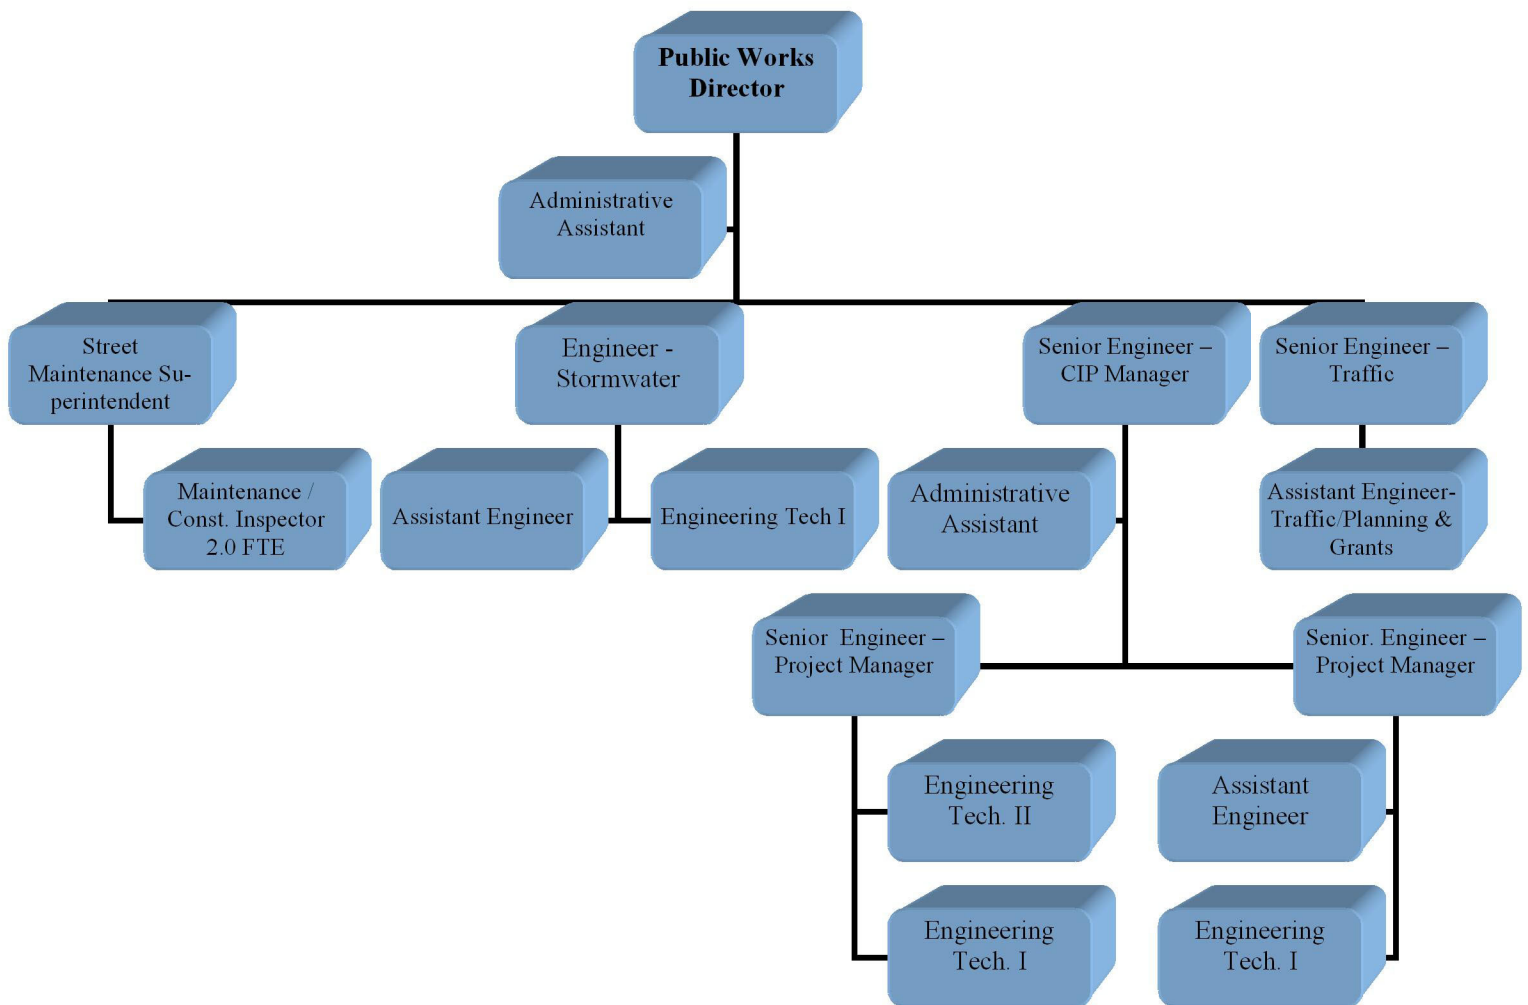 Public Works
Director
Administrative
Assistant
Street
Maintenance Su-
perintendent
Engineer -
Stormwater
Senior Engineer –
CIP Manager
Senior Engineer –
Traffic
Maintenance /
Const. Inspector
2.0 FTE
Assistant Engineer
Engineering Tech I
Administrative
Assistant
Assistant Engineer-
Traffic/Planning &
Grants
Senior Engineer –
Project Manager
Senior. Engineer –
Project Manager
Engineering
Tech. II
Assistant
Engineer
Engineering
Tech. I
Engineering
Tech. I